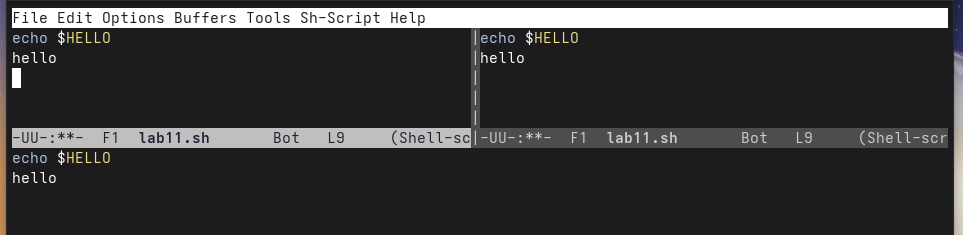 File Edit Options Buffers Tools Sh-Script Help
echo $HELLO
hello
-UU-:**-  F1  lab11.sh       Bot   L9     (Shell-sc
echo $HELLO
hello
-UU-:**-  F1  lab11.sh       Bot   L9     (Shell-scr
echo $HELLO
hello